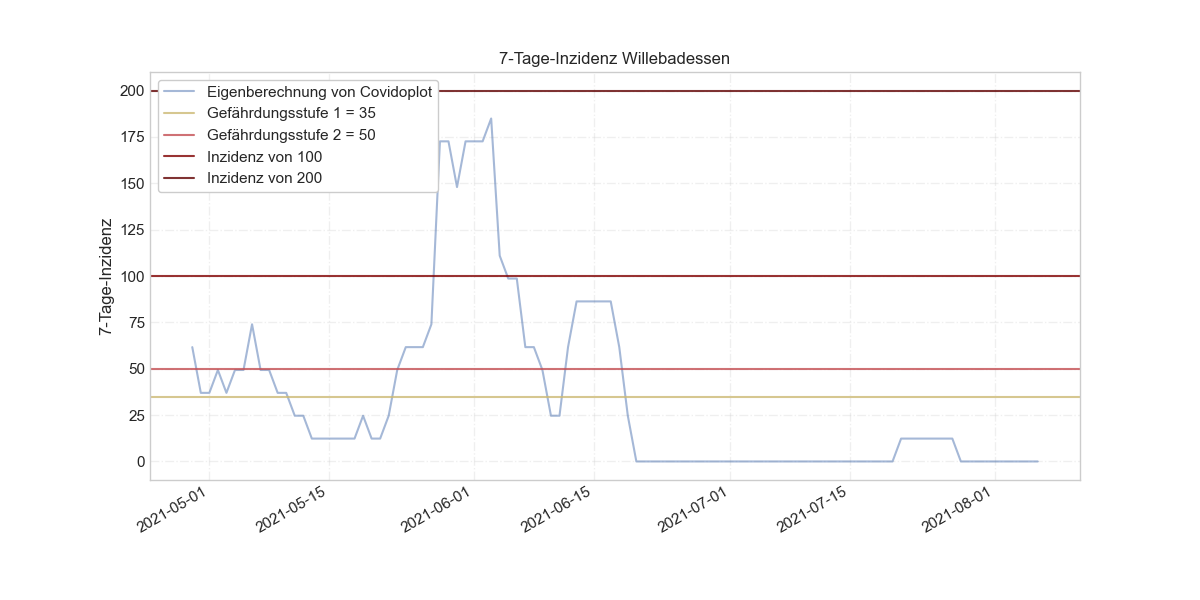 7-Tage-Inzidenz Willebadessen
Eigenberechnung von Covidoplot
Gefährdungsstufe 1 = 35
Gefährdungsstufe 2 = 50
Inzidenz von 100
Inzidenz von 200
7-Tage-Inzidenz
200
175
150
125
100
75
50
25
0
2021-05-01
2021-05-15
2021-06-01
2021-06-15
2021-07-01
2021-07-15
2021-08-01